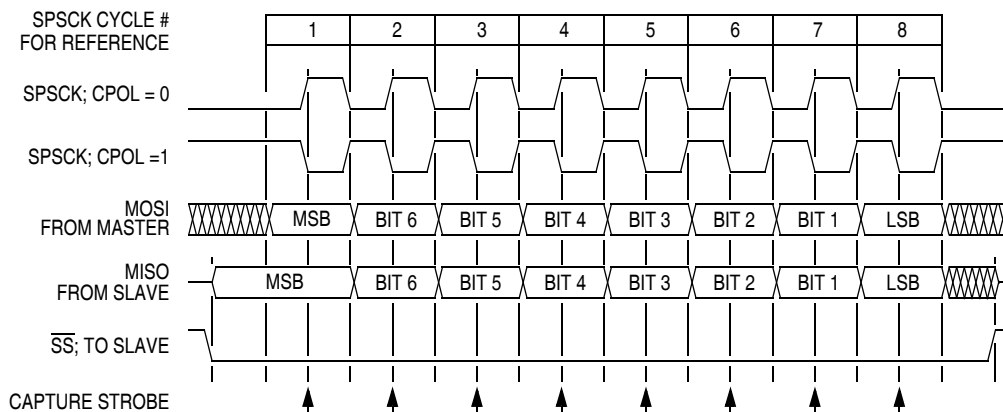 SPSCK CYCLE #
FOR REFERENCE
1 2 3 4 5 6 7 8
SPSCK; CPOL = 0
SPSCK; CPOL =1
MOSI
FROM MASTER
MSB BIT 6 BIT 5 BIT 4 BIT 3 BIT 2 BIT 1 LSB
MISO
FROM SLAVE
MSB BIT 6 BIT 5 BIT 4 BIT 3 BIT 2 BIT 1 LSB
SS; TO SLAVE
CAPTURE STROBE